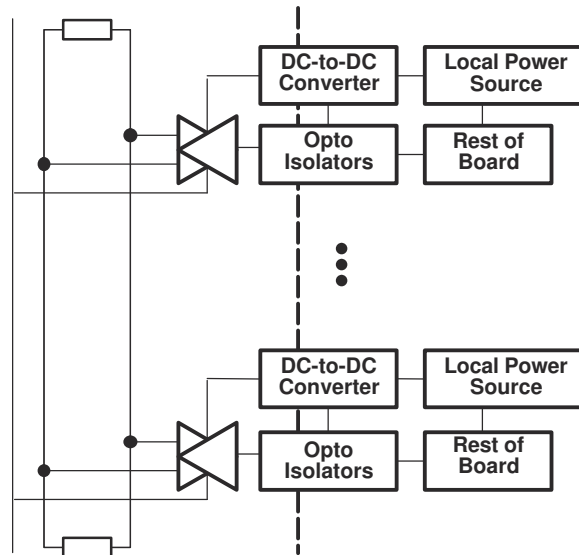 DC-to-DC
Converter
Local Power
Source
Opto
Isolators
Rest of
Board
DC-to-DC
Converter
Local Power
Source
Opto
Isolators
Rest of
Board